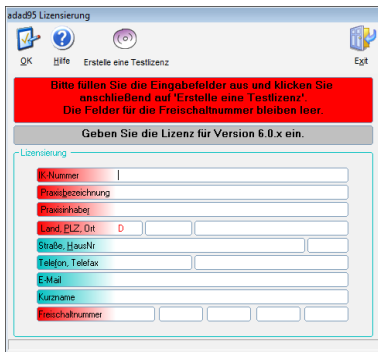 adad95 Lizensierung
OK Hilfe Erstelle eine Testlizenz Exit
Bitte füllen Sie die Eingabefelder aus und klicken Sie
anschließend auf 'Erstelle eine Testlizenz'.
Die Felder für die Freischaltnummer bleiben leer.
Geben Sie die Lizenz für Version 6.0.x ein.
Lizensierung
IK-Nummer
Praxisbezeichnung
Praxisinhaber
Land, PLZ, Ort D
Straße, HausNr
Telefon, Telefax
E-Mail
Kurzname
Freischaltnummer